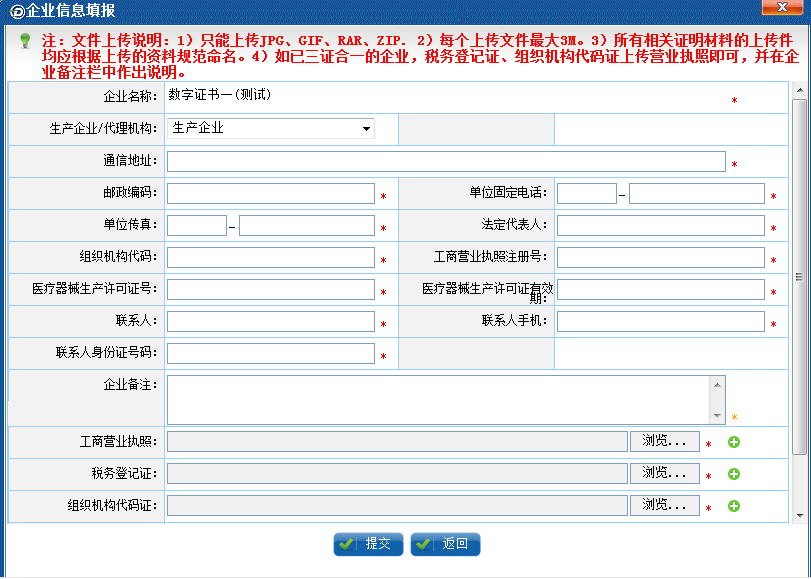 企业信息填报
注：文件上传说明：1）只能上传JPG、GIF、RAR、ZIP. 2）每个上传文件最大3M。3）所有相关证明材料的上传件
均应根据上传的资料规范命名。4）如已三证合一的企业，税务登记证、组织机构代码证上传营业执照即可，并在企
业备注栏中作出说明。
企业名称： 数字证书一(测试) *
生产企业/代理机构： 生产企业
通信地址： *
邮政编码： * 单位固定电话： - *
单位传真： - * 法定代表人： *
组织机构代码： * 工商营业执照注册号： *
医疗器械生产许可证号： * 医疗器械生产许可证有效
期： *
联系人： * 联系人手机： *
联系人身份证号码： *
企业备注： *
工商营业执照： 浏览... *
税务登记证： 浏览... *
组织机构代码证： 浏览... *
提交 返回